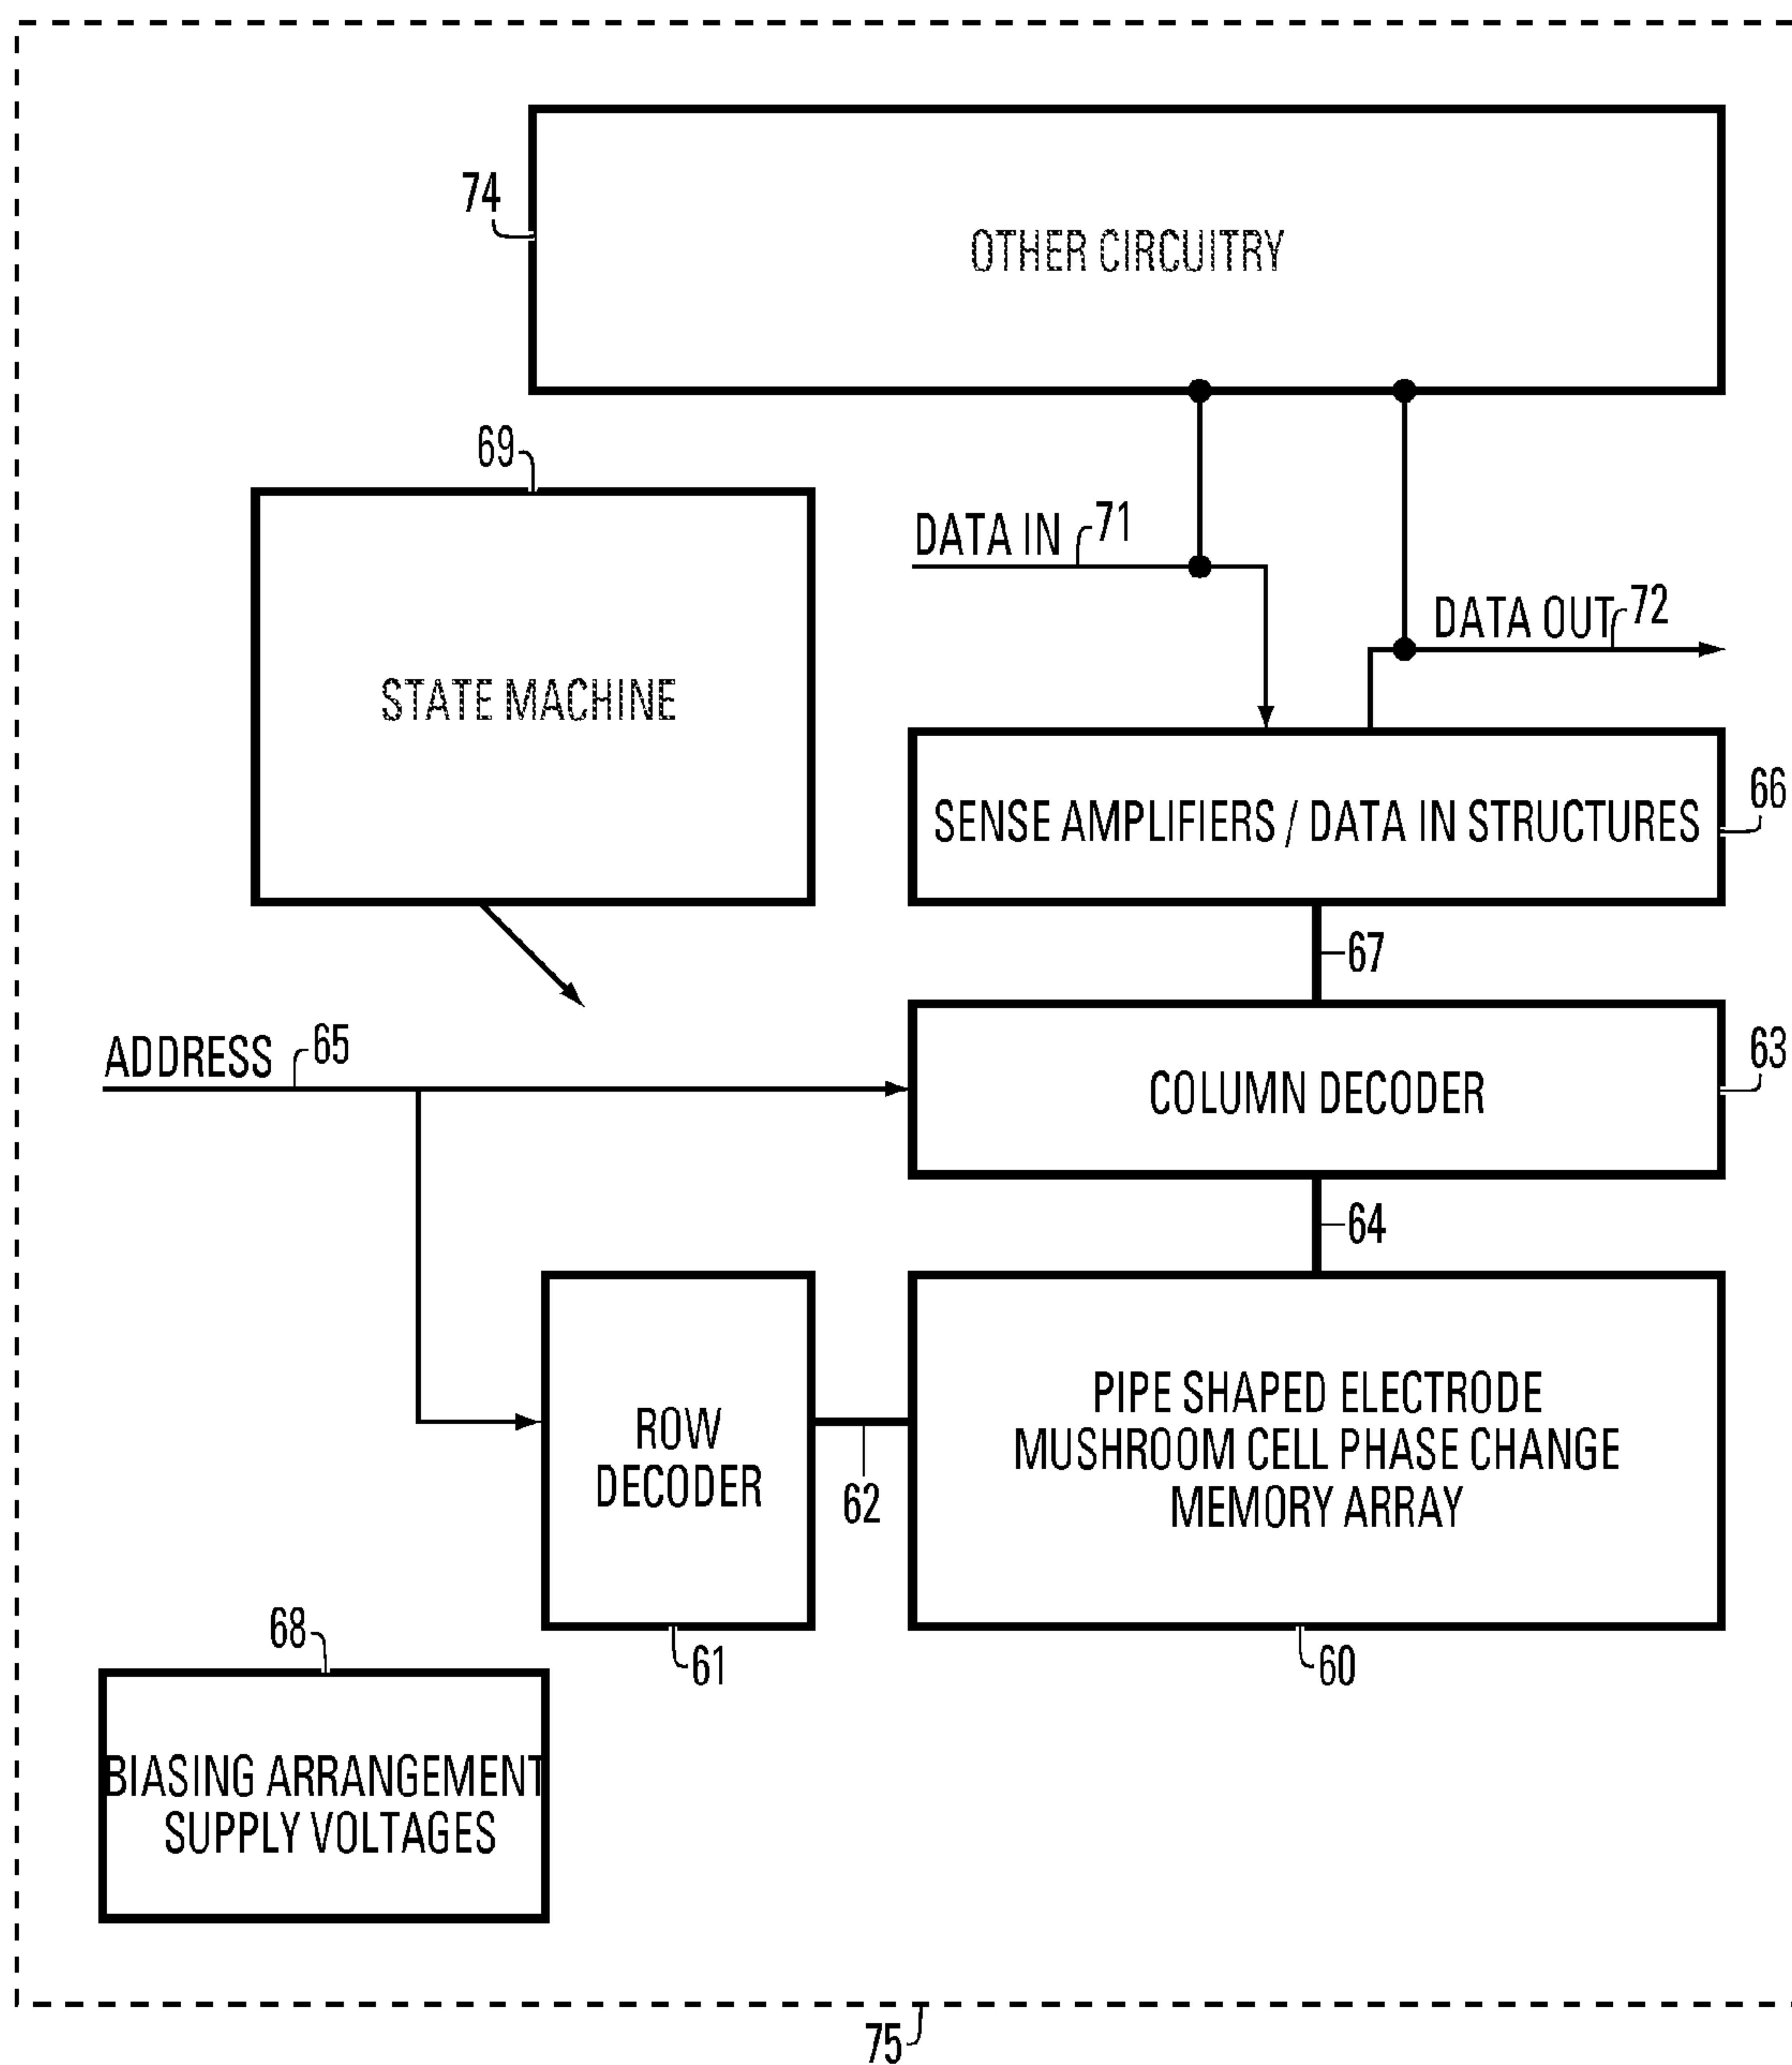 74
OTHER CIRCUITRY
69
DATA IN 71
DATA OUT 72
STATE MACHINE
SENSE AMPLIFIERS / DATA IN STRUCTURES
66
67
ADDRESS 65
COLUMN DECODER
63
64
ROW
DECODER
62
PIPE SHAPED ELECTRODE
MUSHROOM CELL PHASE CHANGE
MEMORY ARRAY
68
61
60
BIASING ARRANGEMENT
SUPPLY VOLTAGES
75